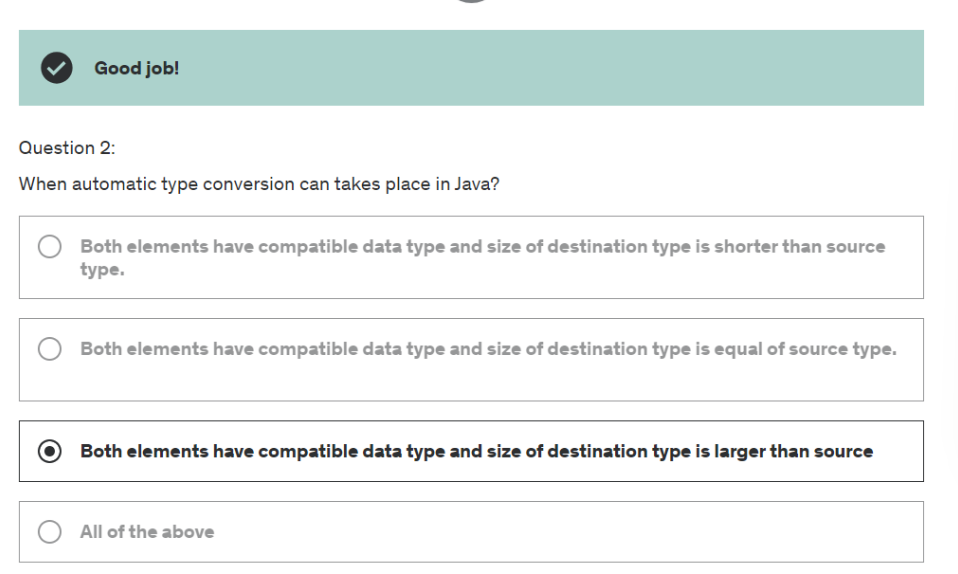 Good job!
Question 2:
When automatic type conversion can takes place in Java?
Both elements have compatible data type and size of destination type is shorter than source
type.
Both elements have compatible data type and size of destination type is equal of source type.
Both elements have compatible data type and size of destination type is larger than source
All of the above